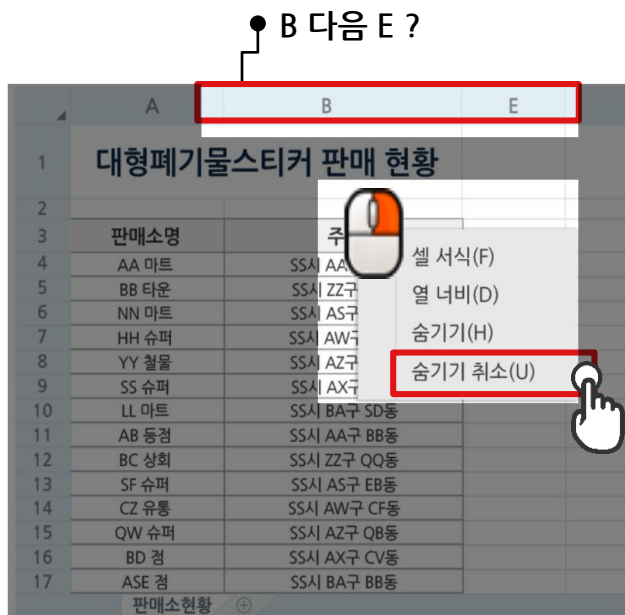 B 다음 E ?
A B E
1 대형폐기물스티커 판매 현황
2
3 판매소명 주
4 AA 마트 SS시 AA
5 BB 타운 SS시 ZZ구
6 NN 마트 SS시 AS구
7 HH 슈퍼 SS시 AW구
8 YY 철물 SS시 AZ구
9 SS 슈퍼 SS시 AX구
10 LL 마트 SS시 BA구 SD동
11 AB 등점 SS시 AA구 BB동
12 BC 상회 SS시 ZZ구 QQ동
13 SF 슈퍼 SS시 AS구 EB동
14 CZ 유통 SS시 AW구 CF동
15 QW 슈퍼 SS시 AZ구 QB동
16 BD 점 SS시 AX구 CV동
17 ASE 점 SS시 BA구 BB동
셀 서식(F)
열 너비(D)
숨기기(H)
숨기기 취소(U)
판매소현황